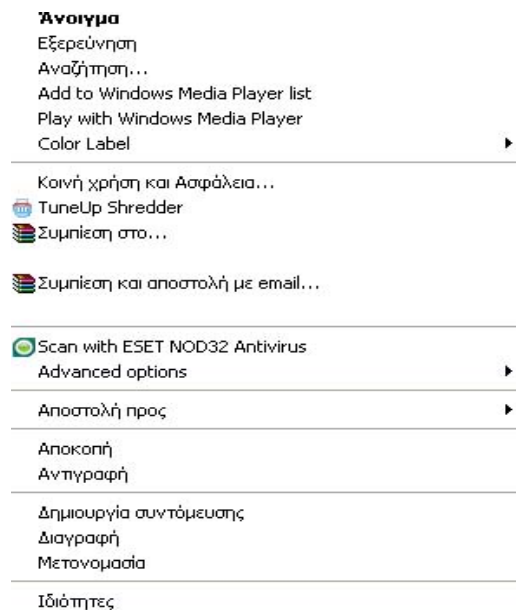 Άνοιγμα
Εξερεύνηση
Αναζήτηση...
Add to Windows Media Player list
Play with Windows Media Player
Color Label
Κοινή χρήση και Ασφάλεια...
TuneUp Shredder
Συμπίεση στο...
Συμπίεση και αποστολή με email...
Scan with ESET NOD32 Antivirus
Advanced options
Αποστολή προς
Αποκοπή
Αντιγραφή
Δημιουργία συντόμευσης
Διαγραφή
Μετονομασία
Ιδιότητες